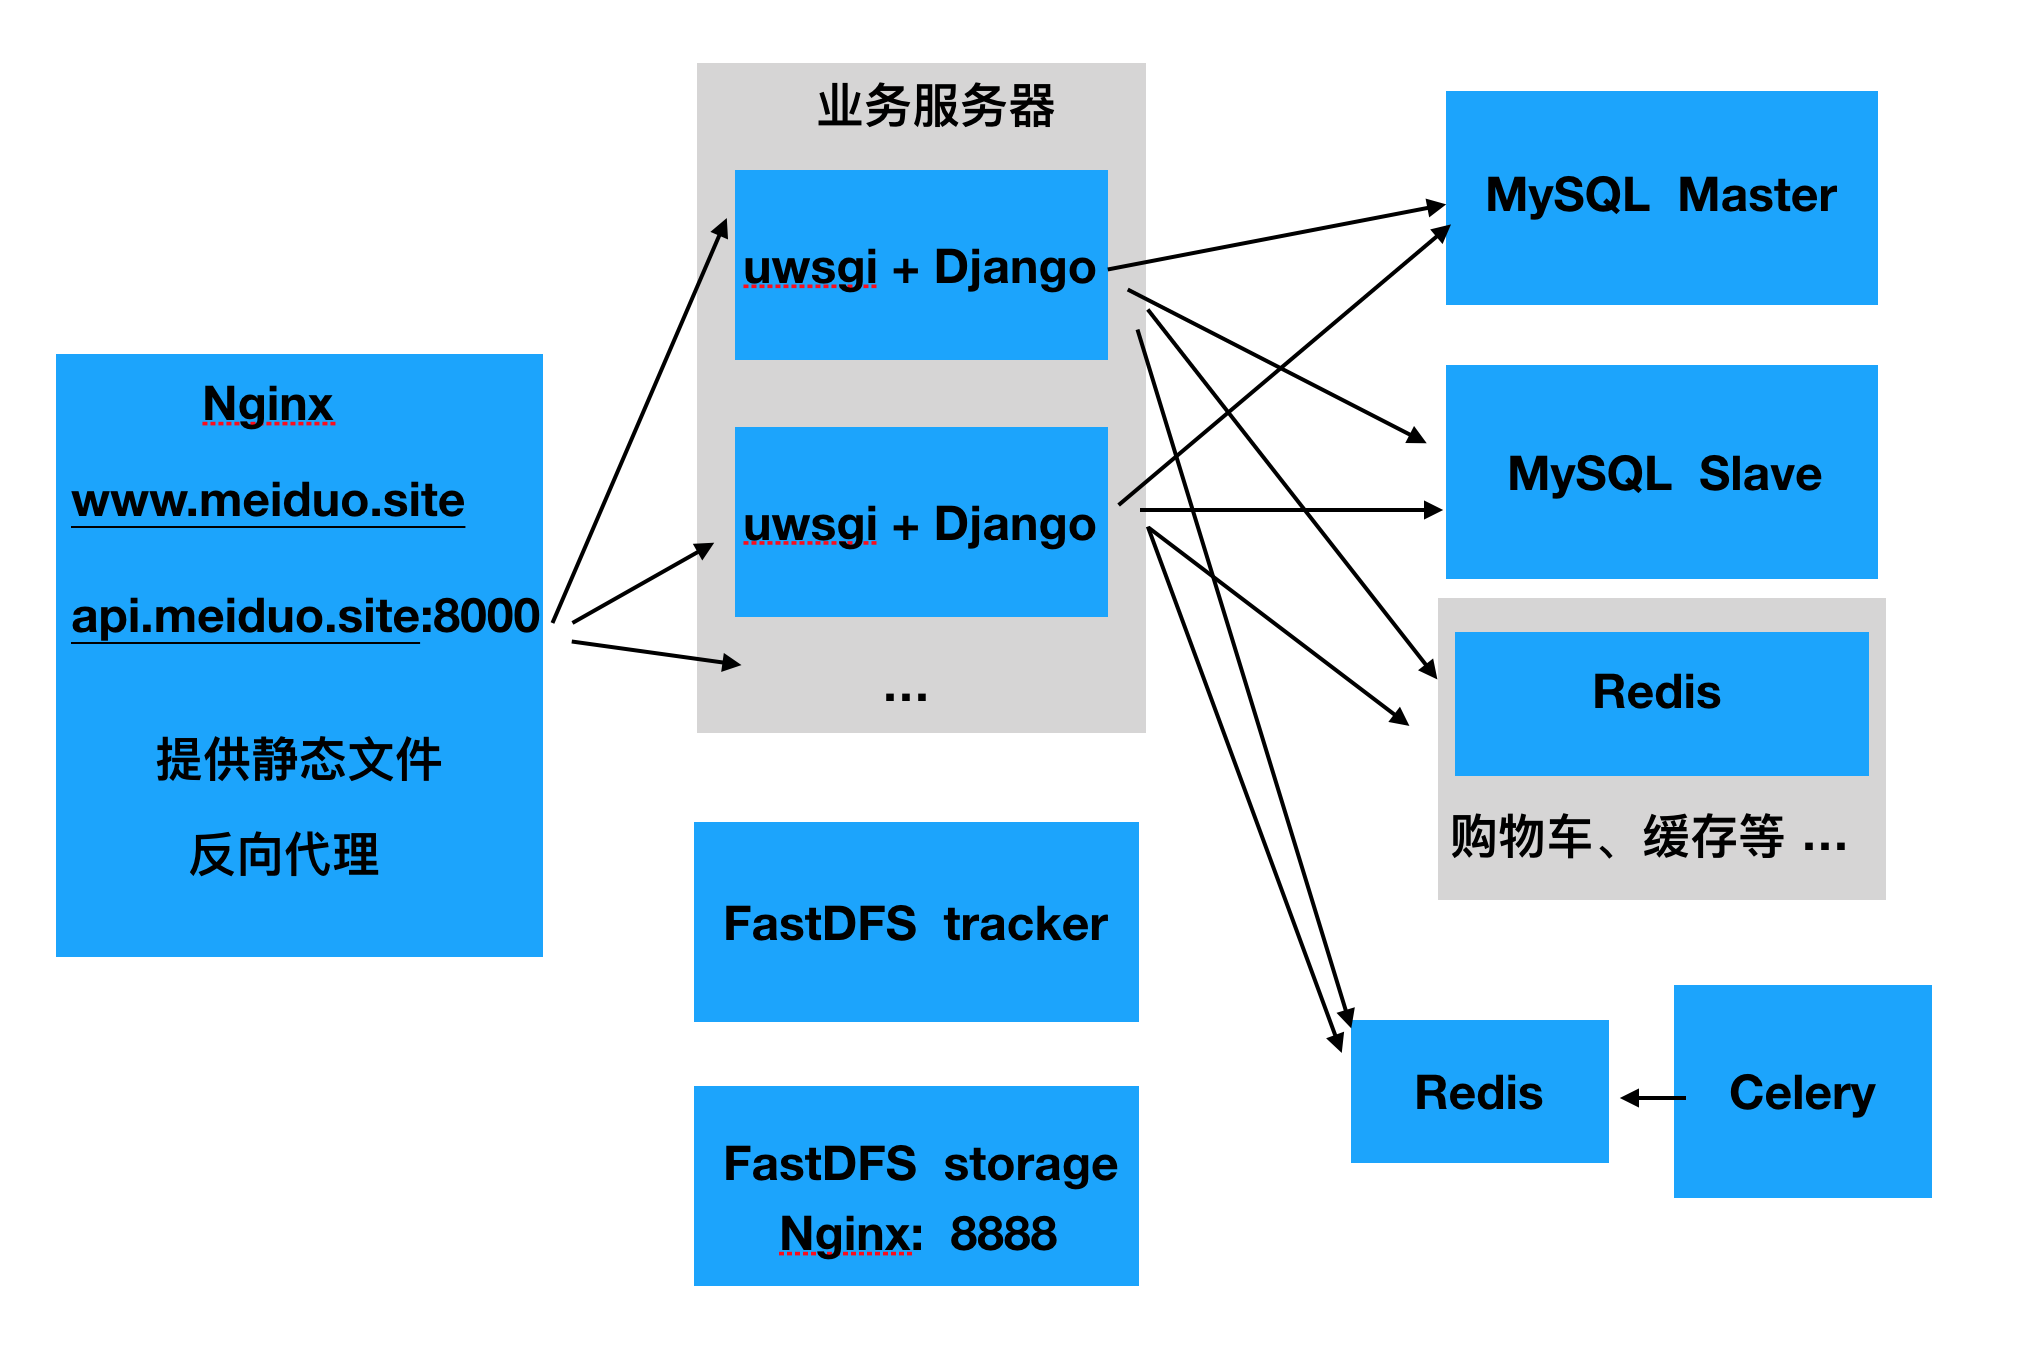 Nginx
www.meiduo.site
api.meiduo.site:8000
提供静态文件
反向代理
业务服务器
uwsgi + Django
uwsgi + Django
...
FastDFS tracker
FastDFS storage
Nginx: 8888
MySQL Master
MySQL Slave
Redis
购物车、缓存等 ...
Redis
Celery